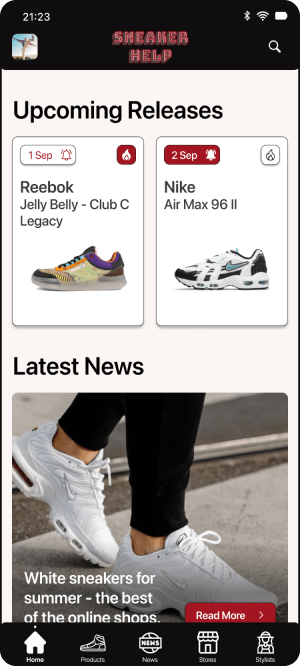 21:23
SNEAKER
HELP
Upcoming Releases
1 Sep
2 Sep
Reebok
Jelly Belly - Club C
Legacy
Nike
Air Max 96 II
Latest News
White sneakers for
summer - the best
of the online shops.
Read More
NEWS
Home
Products
News
Stores
Stylists